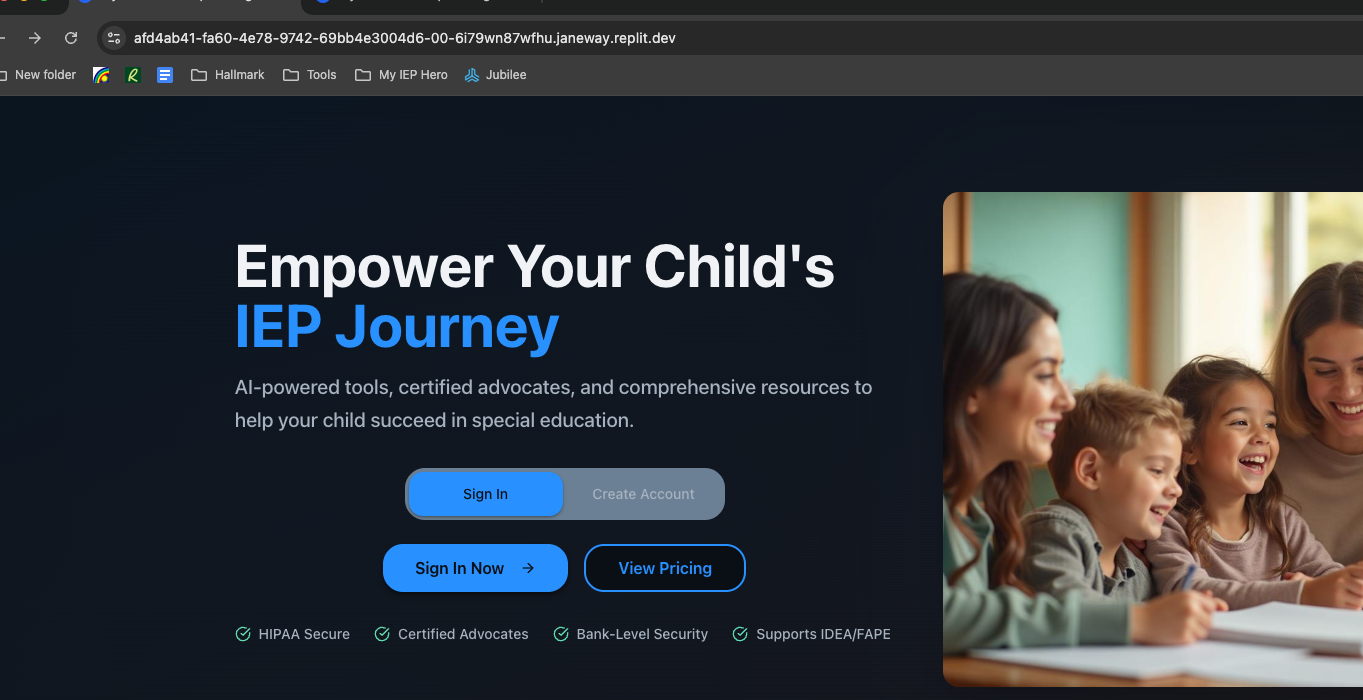 afd4ab41-fa60-4e78-9742-69bb4e3004d6-00-6i79wn87wfhu.janeway.replit.dev
New folder
Hallmark
Tools
My IEP Hero
Jubilee
Empower Your Child's
IEP Journey
AI-powered tools, certified advocates, and comprehensive resources to
help your child succeed in special education.
Sign In
Create Account
Sign In Now
View Pricing
HIPAA Secure
Certified Advocates
Bank-Level Security
Supports IDEA/FAPE